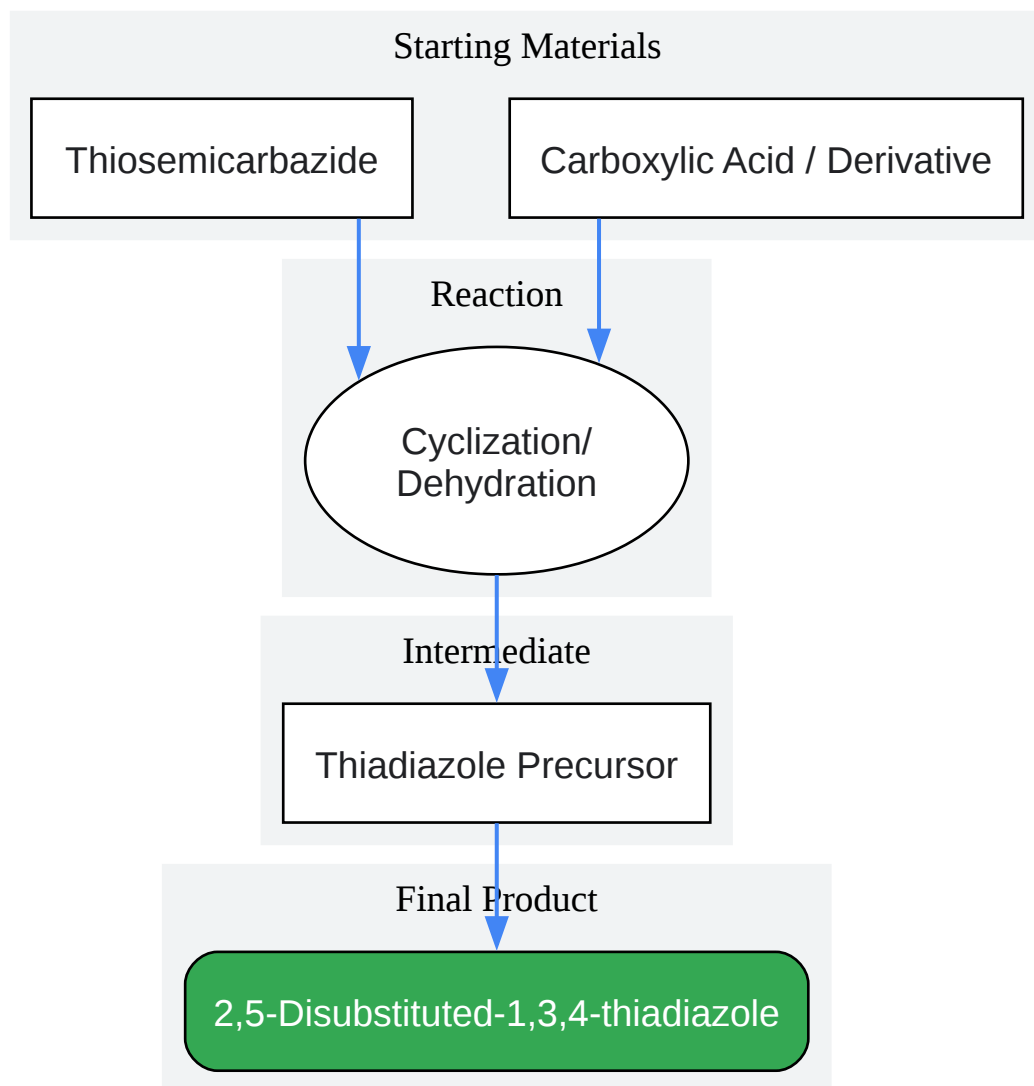 Starting Materials
Thiosemicarbazide
Carboxylic Acid / Derivative
Reaction
Cyclization/
Dehydration
Intermediate
Thiadiazole Precursor
Final Product
2,5-Disubstituted-1,3,4-thiadiazole